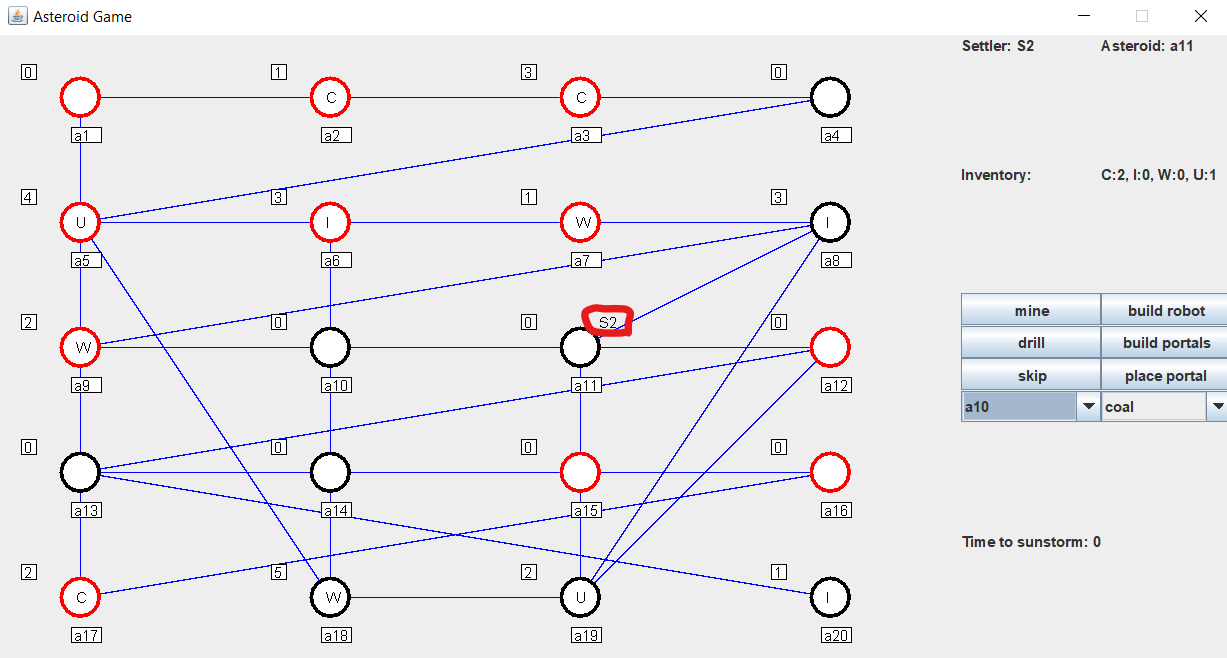 Asteroid Game
Settler: S2 Asteroid: a11
0 1 3 0
C C
a1 a2 a3 a4
Inventory: C:2, I:0, W:0, U:1
4 3 1 3
U I W I
a5 a6 a7 a8
mine build robot
2 0 0 S2 0
drill build portals
W
skip place portal
a9 a10 a11 a12
a10 coal
0 0 0 0
a13 a14 a15 a16
Time to sunstorm: 0
2 5 2 1
C W U I
a17 a18 a19 a20